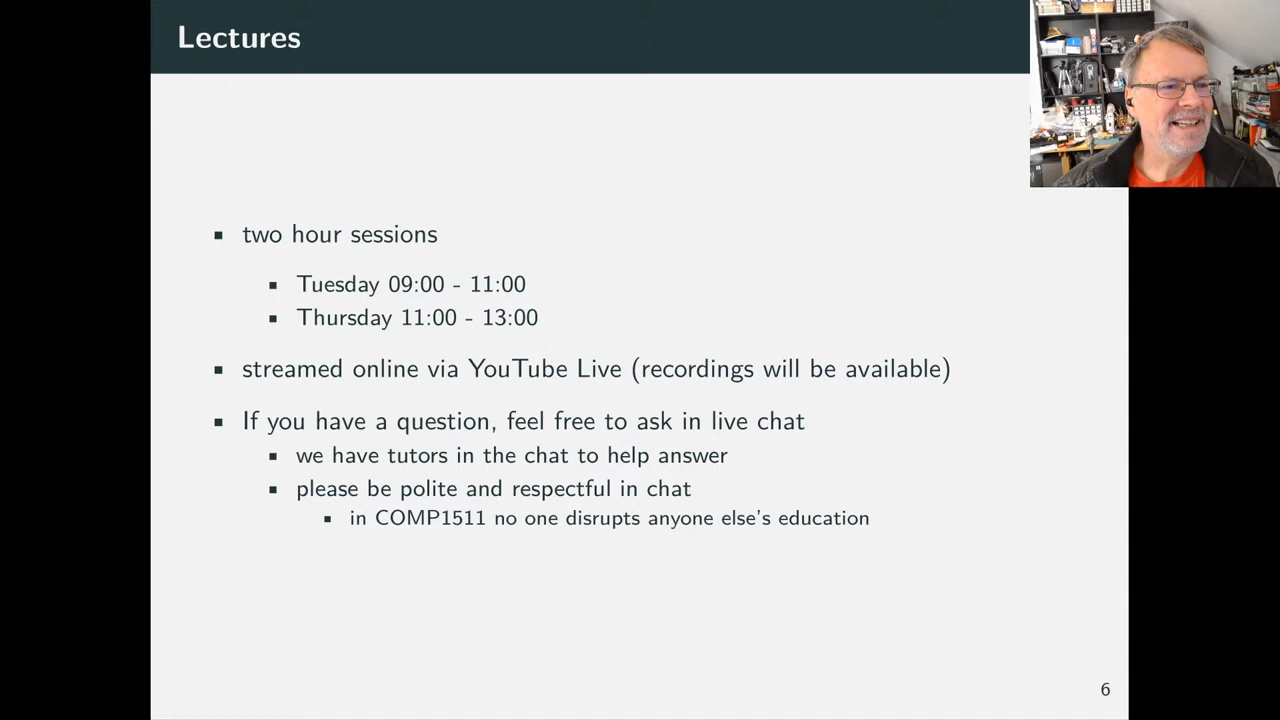 Lectures
▪ two hour sessions
▪ Tuesday 09:00 - 11:00
▪ Thursday 11:00 - 13:00
▪ streamed online via YouTube Live (recordings will be available)
▪ If you have a question, feel free to ask in live chat
▪ we have tutors in the chat to help answer
▪ please be polite and respectful in chat
▪ in COMP1511 no one disrupts anyone else's education
6